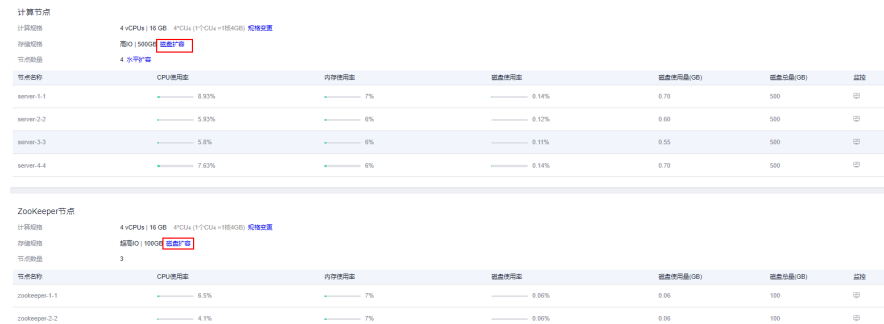 计算节点
计算规格 4 vCPUs | 16 GB 4*CUs (1个CUs =1核4GB) 规格变更
存储规格 高IO | 500GB 磁盘扩容
节点数量 4 水平扩容
节点名称 CPU使用率 内存使用率 磁盘使用率 磁盘使用量(GB) 磁盘总量(GB) 监控
server-1-1 8.93% 7% 0.14% 0.70 500
server-2-2 5.93% 6% 0.12% 0.60 500
server-3-3 5.8% 6% 0.11% 0.55 500
server-4-4 7.63% 6% 0.14% 0.70 500
ZooKeeper节点
计算规格 4 vCPUs | 16 GB 4*CUs (1个CUs =1核4GB) 规格变更
存储规格 超高IO | 100GB 磁盘扩容
节点数量 3
节点名称 CPU使用率 内存使用率 磁盘使用率 磁盘使用量(GB) 磁盘总量(GB) 监控
zookeeper-1-1 6.5% 7% 0.06% 0.06 100
zookeeper-2-2 4.1% 7% 0.06% 0.06 100